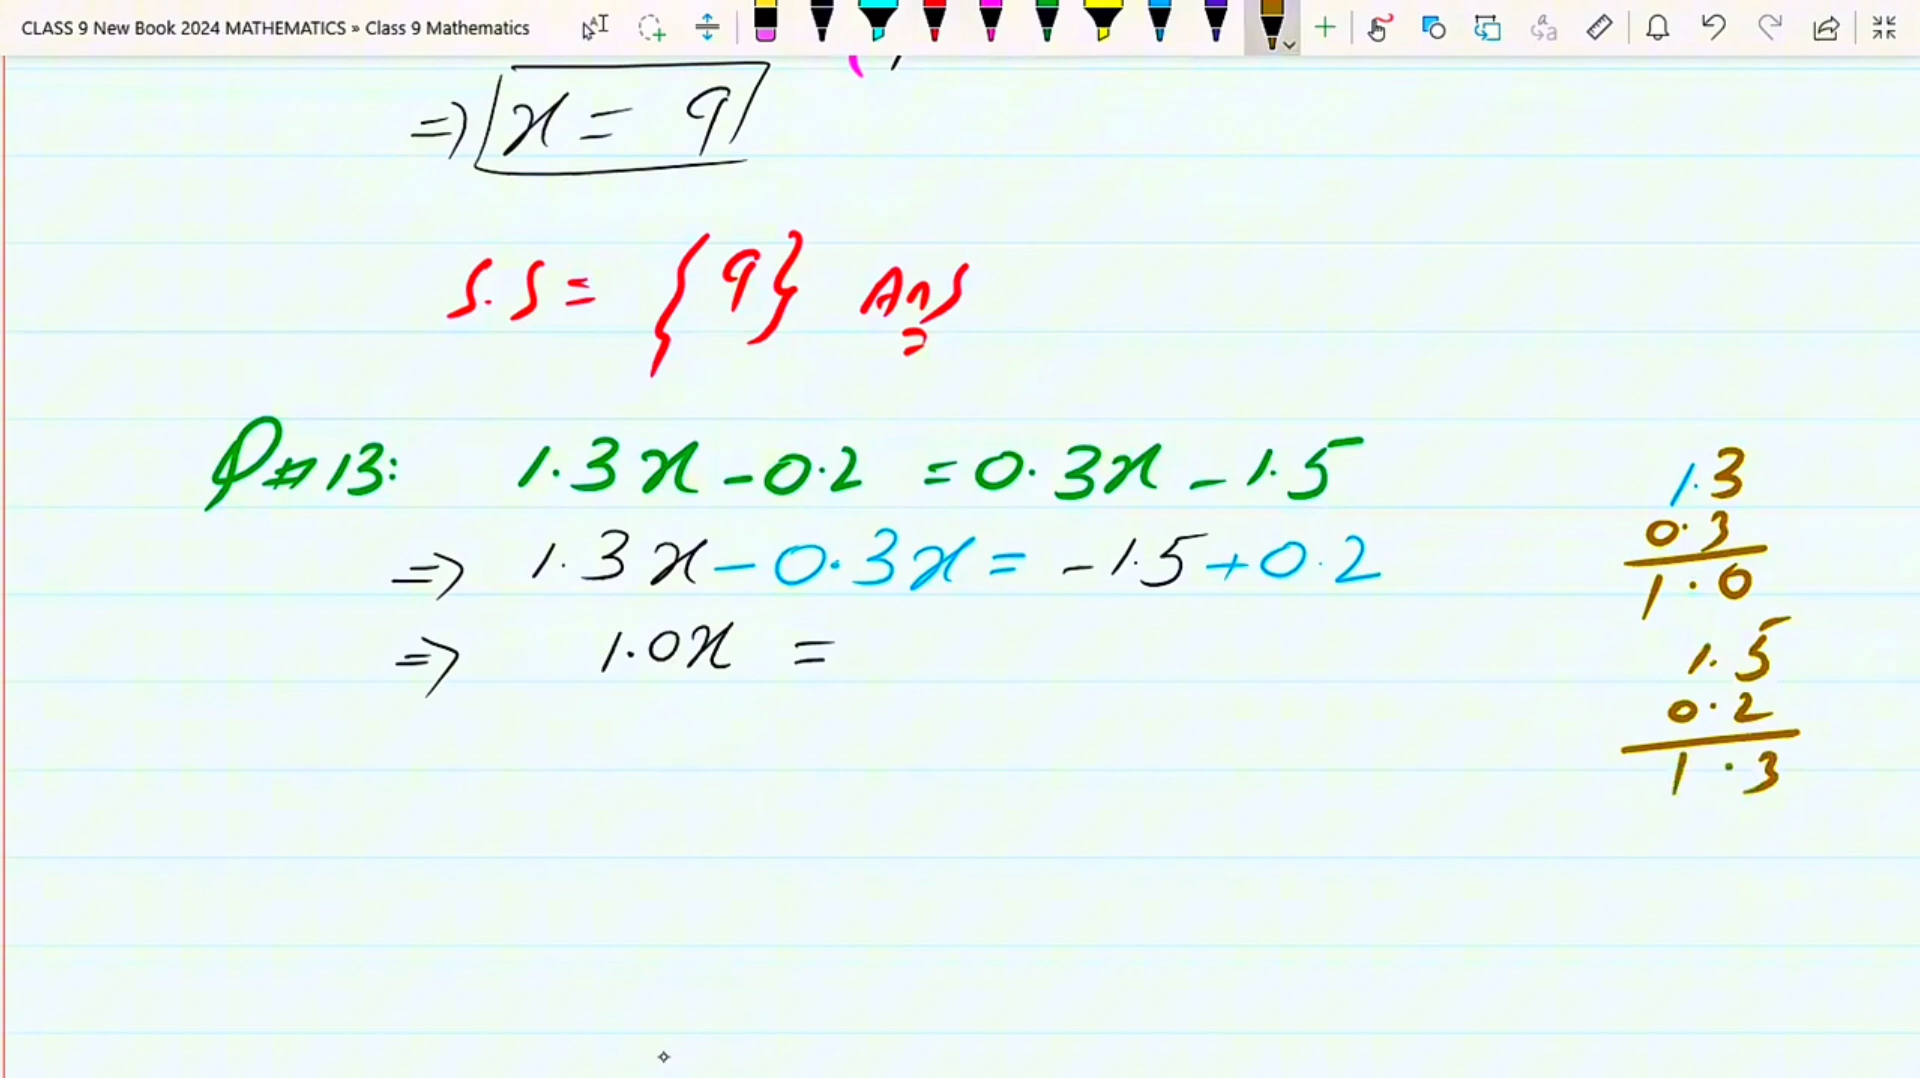 CLASS 9 New Book 2024 MATHEMATICS » Class 9 Mathematics
=> x = 9
S.S = {9} Ans
Q#13: 1.3x - 0.2 = 0.3x - 1.5
=> 1.3x - 0.3x = -1.5 + 0.2
=> 1.0x =
1.3
0.3
1.0
1.5
0.2
1.3